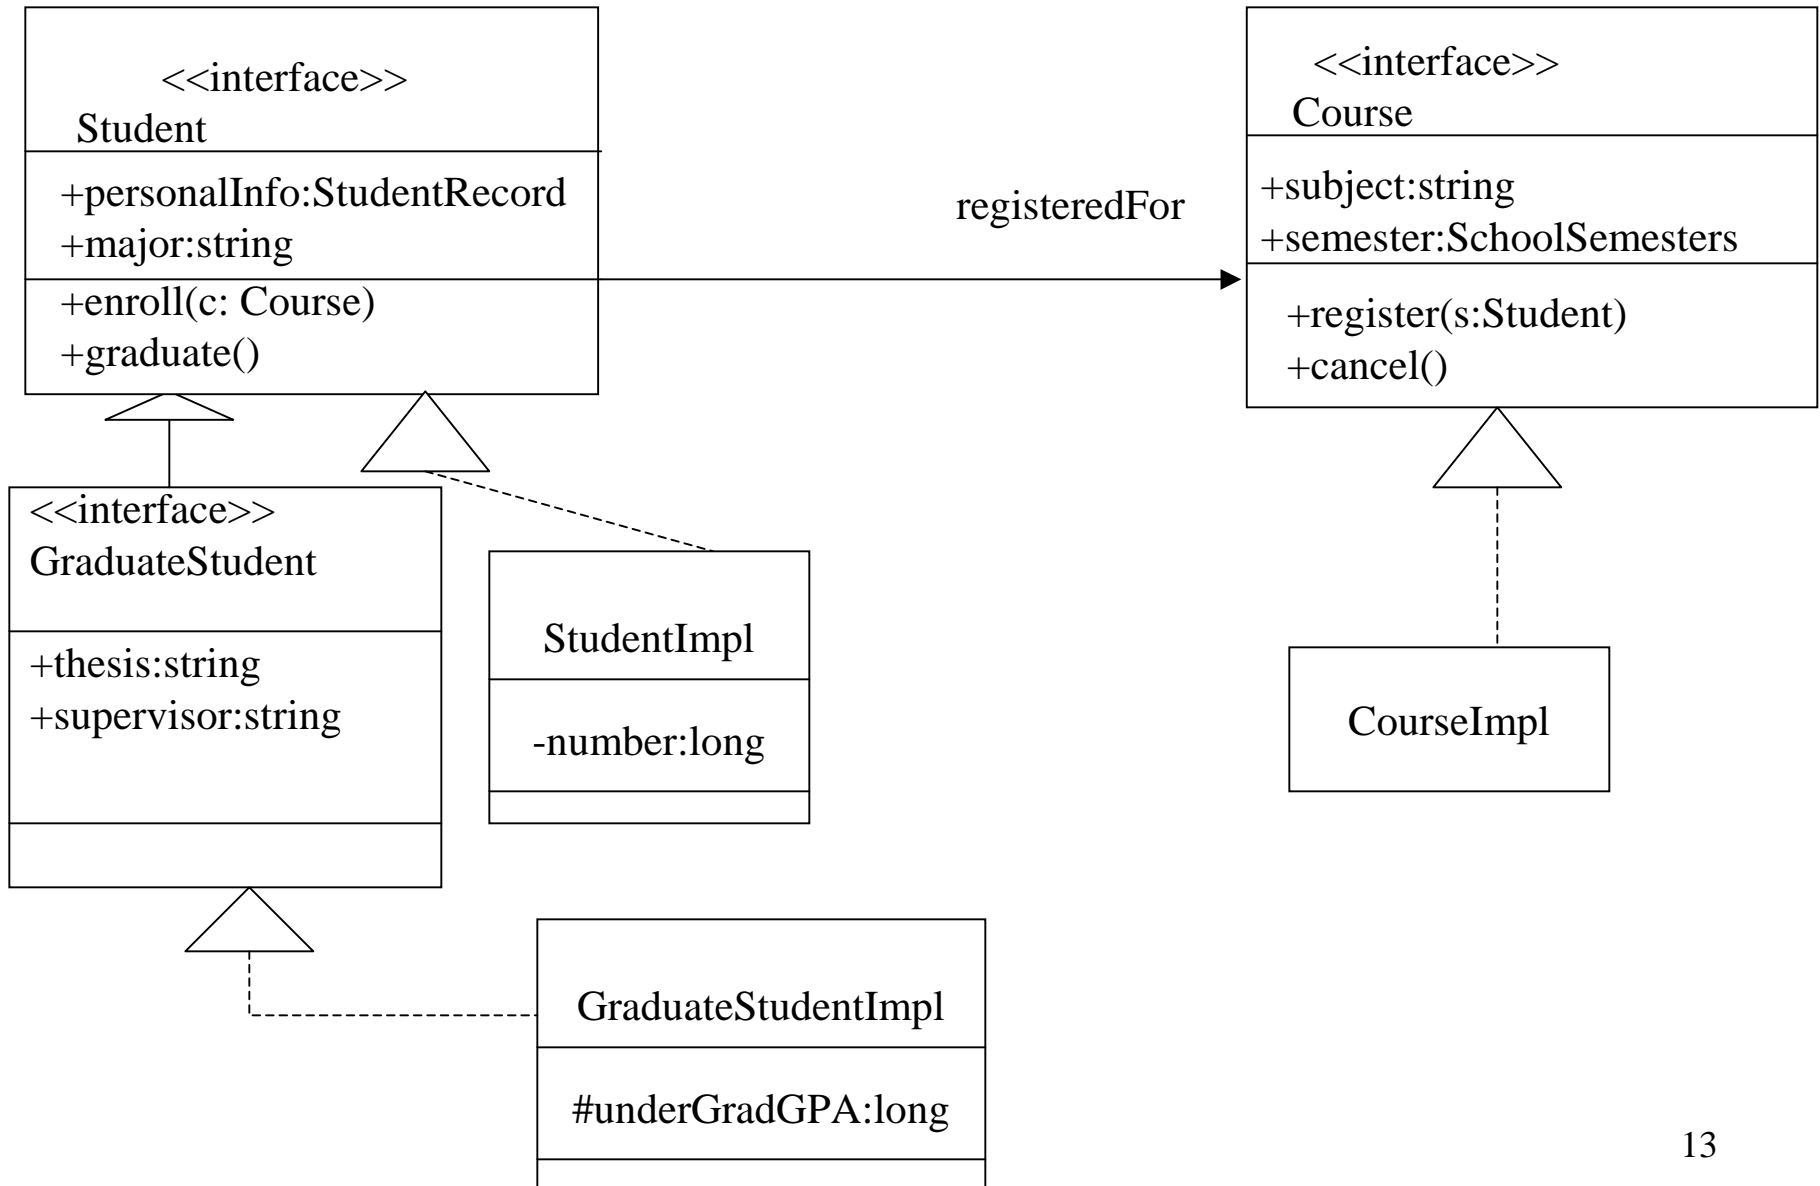 <<interface>>
Student
+personalInfo:StudentRecord
+major:string
+enroll(c: Course)
+graduate()
registeredFor
<<interface>>
Course
+subject:string
+semester:SchoolSemesters
+register(s:Student)
+cancel()
<<interface>>
GraduateStudent
+thesis:string
+supervisor:string
StudentImpl
-number:long
CourseImpl
GraduateStudentImpl
#underGradGPA:long
13